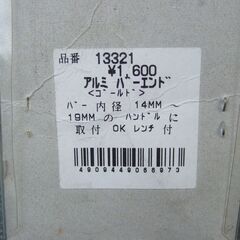 品番 13321
¥1,600
アルミ バーエンド
<ゴールド>
バー 内径 14MM～
19MM の ハンドル に
取付 OK レンチ 付
4909449066973